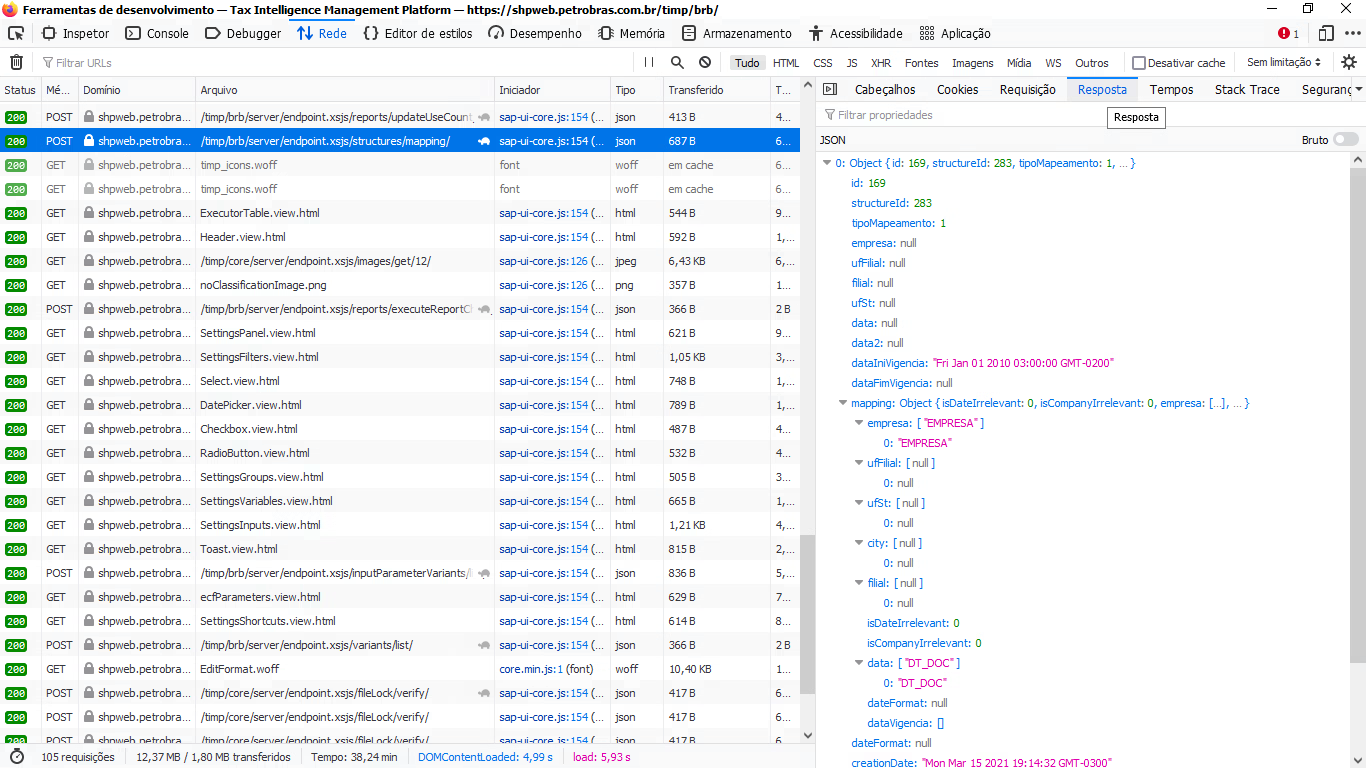 Ferramentas de desenvolvimento — Tax Intelligence Management Platform — https://shpweb.petrobras.com.br/timp/brb/
Inspetor Console Debugger Rede Editor de estilos Desempenho Memória Armazenamento Acessibilidade Aplicação 1
Filtrar URLs Tudo HTML CSS JS XHR Fontes Imagens Mídia WS Outros Desativar cache Sem limitação
Status Mé... Domínio Arquivo Iniciador Tipo Transferido T...
200 POST shpweb.petrobra... /timp/brb/server/endpoint.xsjs/reports/updateUseCount sap-ui-core.js:154 (... json 413 B 4...
200 POST shpweb.petrobra... /timp/brb/server/endpoint.xsjs/structures/mapping/ sap-ui-core.js:154 (... json 687 B 6...
200 GET shpweb.petrobra... timp_icons.woff font woff em cache 6...
200 GET shpweb.petrobra... timp_icons.woff font woff em cache 6...
200 GET shpweb.petrobra... ExecutorTable.view.html sap-ui-core.js:154 (... html 544 B 9...
200 GET shpweb.petrobra... Header.view.html sap-ui-core.js:154 (... html 592 B 1,...
200 GET shpweb.petrobra... /timp/core/server/endpoint.xsjs/images/get/12/ sap-ui-core.js:126 (... jpeg 6,43 KB 6,...
200 GET shpweb.petrobra... noClassificationImage.png sap-ui-core.js:126 (... png 357 B 1...
200 POST shpweb.petrobra... /timp/brb/server/endpoint.xsjs/reports/executeReportCl sap-ui-core.js:154 (... json 366 B 2 B
200 GET shpweb.petrobra... SettingsPanel.view.html sap-ui-core.js:154 (... html 621 B 9...
200 GET shpweb.petrobra... SettingsFilters.view.html sap-ui-core.js:154 (... html 1,05 KB 3,...
200 GET shpweb.petrobra... Select.view.html sap-ui-core.js:154 (... html 748 B 1,...
200 GET shpweb.petrobra... DatePicker.view.html sap-ui-core.js:154 (... html 789 B 1,...
200 GET shpweb.petrobra... Checkbox.view.html sap-ui-core.js:154 (... html 487 B 4...
200 GET shpweb.petrobra... RadioButton.view.html sap-ui-core.js:154 (... html 532 B 4...
200 GET shpweb.petrobra... SettingsGroups.view.html sap-ui-core.js:154 (... html 505 B 3...
200 GET shpweb.petrobra... SettingsVariables.view.html sap-ui-core.js:154 (... html 665 B 1,...
200 GET shpweb.petrobra... SettingsInputs.view.html sap-ui-core.js:154 (... html 1,21 KB 4,...
200 GET shpweb.petrobra... Toast.view.html sap-ui-core.js:154 (... html 815 B 2,...
200 POST shpweb.petrobra... /timp/brb/server/endpoint.xsjs/inputParameterVariants/ sap-ui-core.js:154 (... json 836 B 5,...
200 GET shpweb.petrobra... ecfParameters.view.html sap-ui-core.js:154 (... html 629 B 7...
200 GET shpweb.petrobra... SettingsShortcuts.view.html sap-ui-core.js:154 (... html 614 B 8...
200 POST shpweb.petrobra... /timp/brb/server/endpoint.xsjs/variants/list/ sap-ui-core.js:154 (... json 366 B 2 B
200 GET shpweb.petrobra... EditFormat.woff core.min.js:1 (font) woff 10,40 KB 1...
200 POST shpweb.petrobra... /timp/core/server/endpoint.xsjs/fileLock/verify/ sap-ui-core.js:154 (... json 417 B 6...
200 POST shpweb.petrobra... /timp/core/server/endpoint.xsjs/fileLock/verify/ sap-ui-core.js:154 (... json 417 B 6...
200 POST shpweb.petrobra... /timp/core/server/endpoint.xsjs/fileLock/verify/ sap-ui-core.js:154 (... json 417 B 6...
105 requisições 12,37 MB / 1,80 MB transferidos Tempo: 38,24 min DOMContentLoaded: 4,99 s load: 5,93 s
Cabeçalhos Cookies Requisição Resposta Tempos Stack Trace Seguranç
Filtrar propriedades
Resposta
JSON Bruto
0: Object { id: 169, structureId: 283, tipoMapeamento: 1, ... }
id: 169
structureId: 283
tipoMapeamento: 1
empresa: null
ufFilial: null
filial: null
ufSt: null
data: null
data2: null
dataIniVigencia: "Fri Jan 01 2010 03:00:00 GMT-0200"
dataFimVigencia: null
mapping: Object { isDateIrrelevant: 0, isCompanyIrrelevant: 0, empresa: [...], ... }
empresa: [ "EMPRESA" ]
0: "EMPRESA"
ufFilial: [ null ]
0: null
ufSt: [ null ]
0: null
city: [ null ]
0: null
filial: [ null ]
0: null
isDateIrrelevant: 0
isCompanyIrrelevant: 0
data: [ "DT_DOC" ]
0: "DT_DOC"
dateFormat: null
dataVigencia: []
dateFormat: null
creationDate: "Mon Mar 15 2021 19:14:32 GMT-0300"